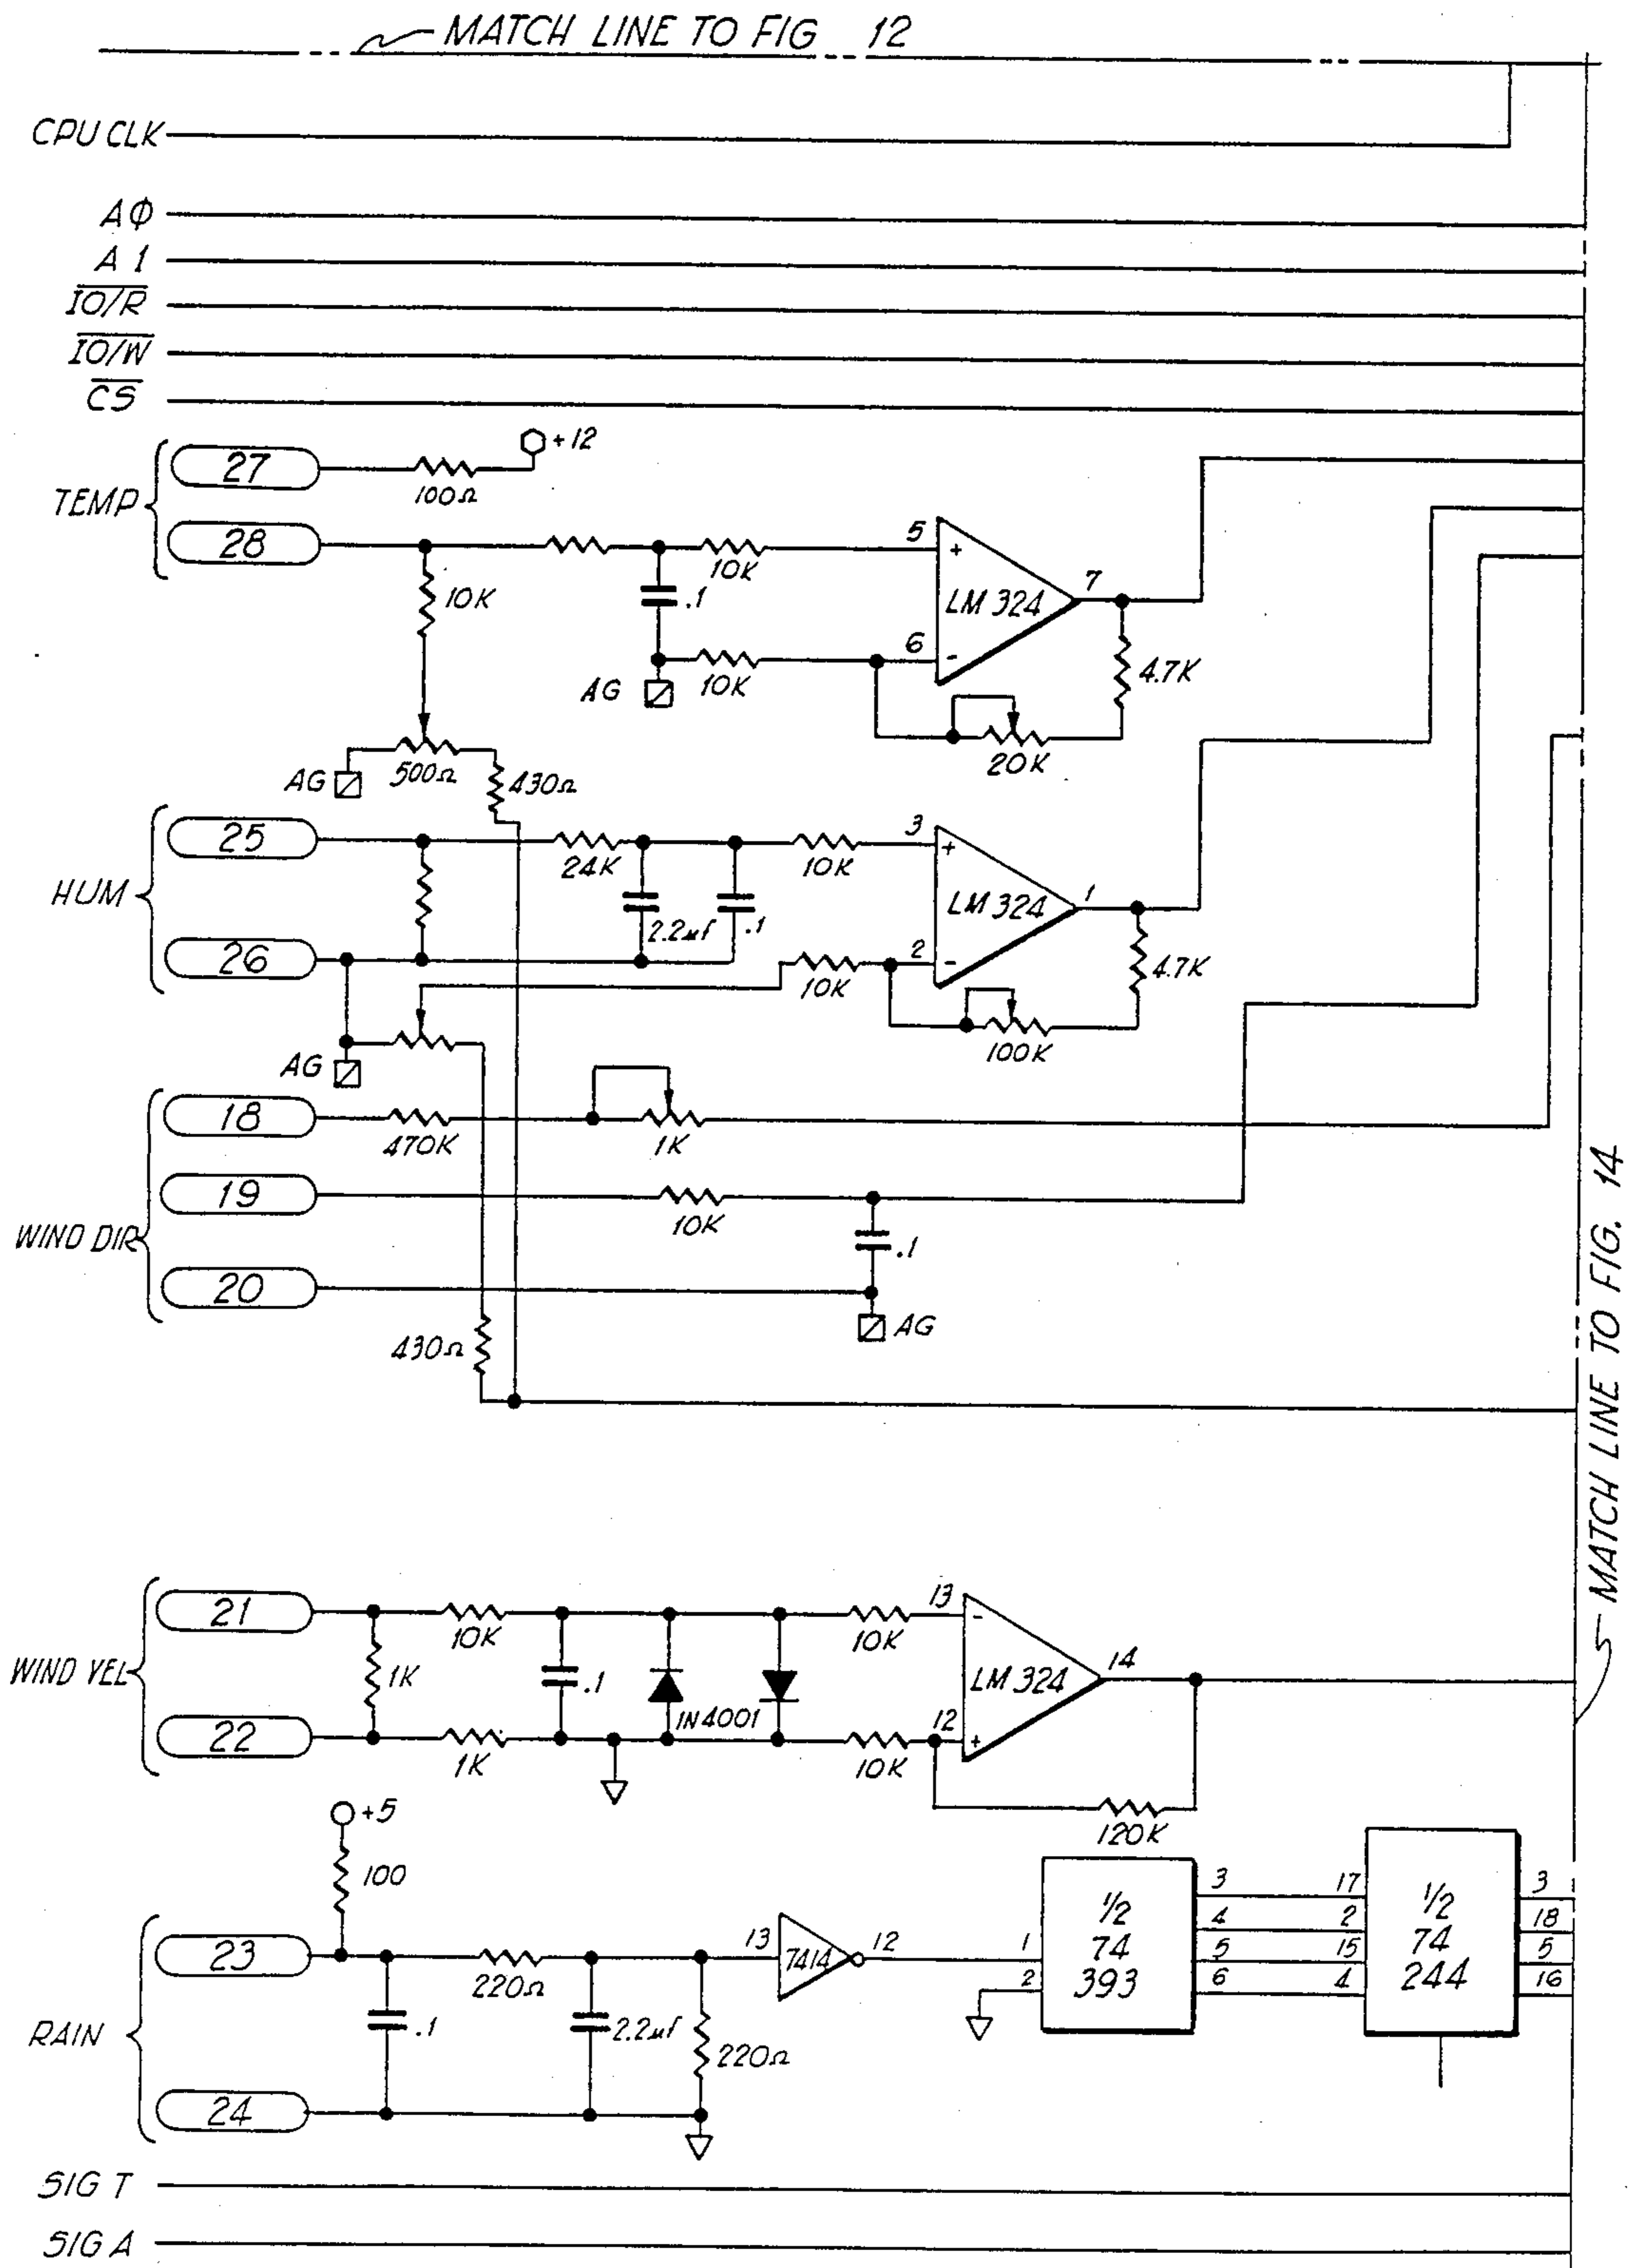 MATCH LINE TO FIG 12
CPU CLK
AΦ
A 1
IO/R
IO/W
CS
TEMP
27
100Ω
+12
28
10K
.1
10K
AG
10K
5
6
7
+
-
LM 324
4.7K
20K
AG
500Ω
430Ω
HUM
25
24K
10K
26
2.2uf
.1
10K
3
2
1
+
-
LM 324
4.7K
100K
AG
WIND DIR
18
470K
1K
19
10K
.1
20
AG
430Ω
MATCH LINE TO FIG. 14
WIND VEL
21
10K
10K
1K
.1
1N4001
22
1K
10K
13
12
14
-
+
LM 324
120K
+5
100
RAIN
23
220Ω
.1
2.2uf
220Ω
24
13
7414
12
1
2
1/2
74
393
3
4
5
6
17
2
15
4
1/2
74
244
3
18
5
16
SIG T
SIG A